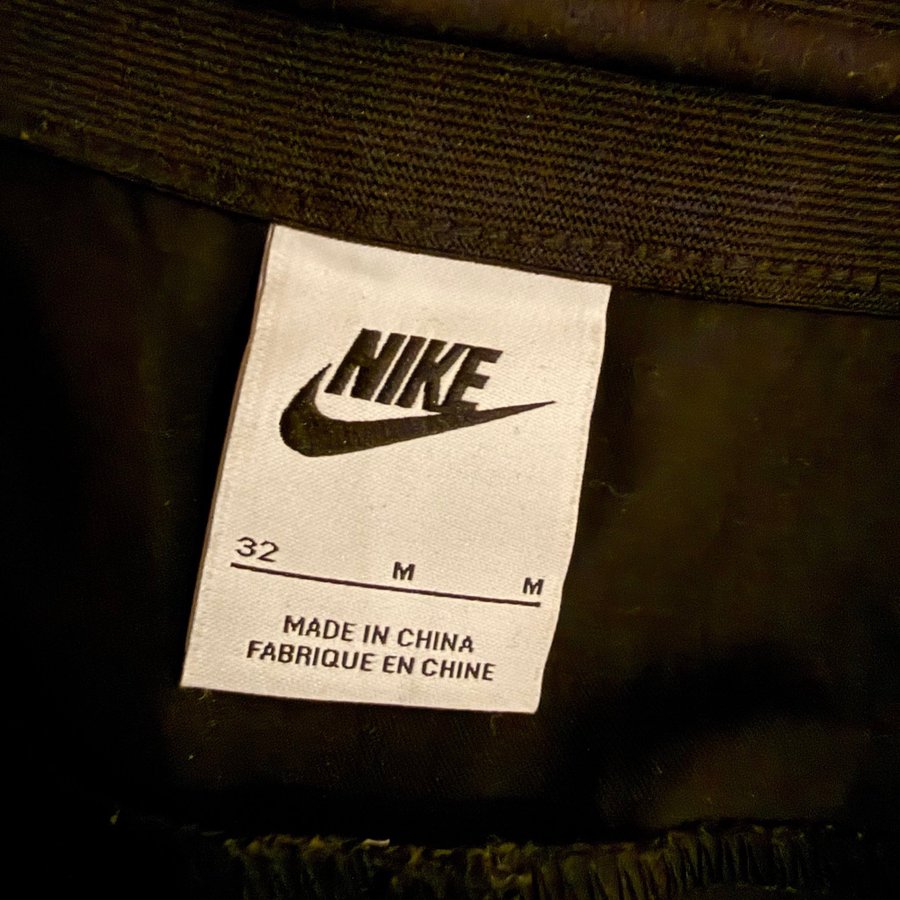 NIKE
32 M M
MADE IN CHINA
FABRIQUE EN CHINE